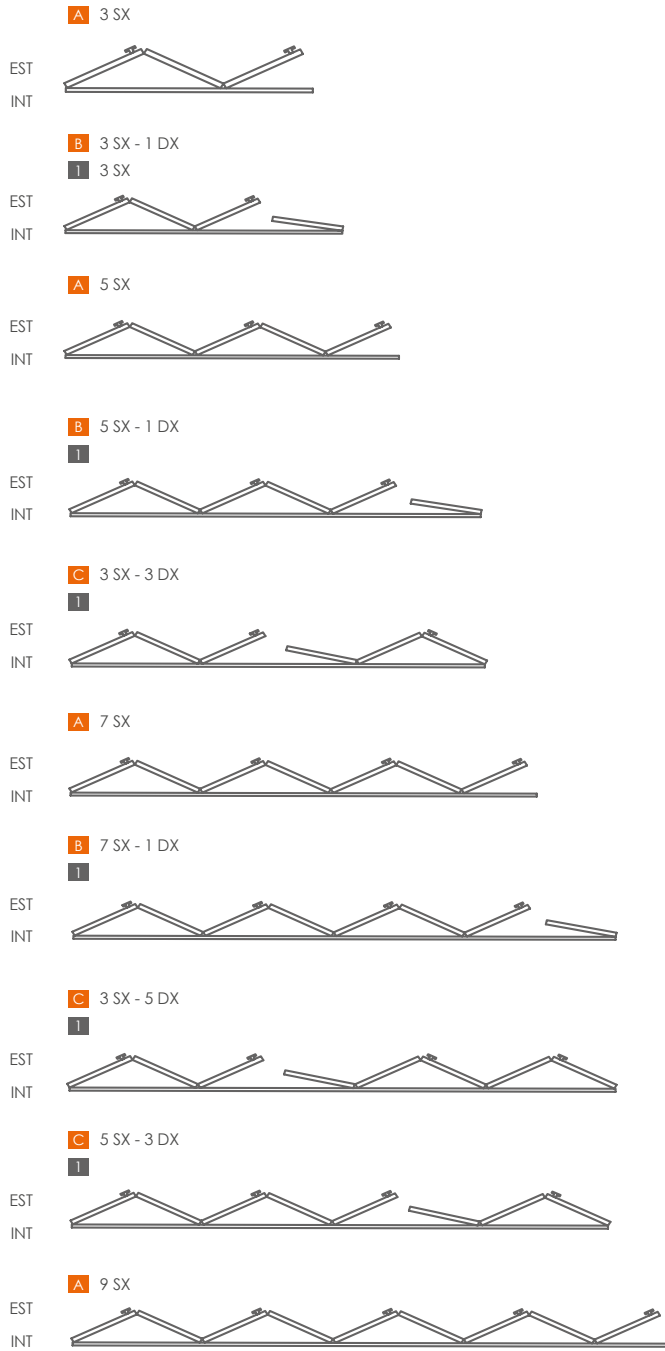 A 3 SX
EST
INT
B 3 SX - 1 DX
1 3 SX
EST
INT
A 5 SX
EST
INT
B 5 SX - 1 DX
1
EST
INT
C 3 SX - 3 DX
1
EST
INT
A 7 SX
EST
INT
B 7 SX - 1 DX
1
EST
INT
C 3 SX - 5 DX
1
EST
INT
C 5 SX - 3 DX
1
EST
INT
A 9 SX
EST
INT